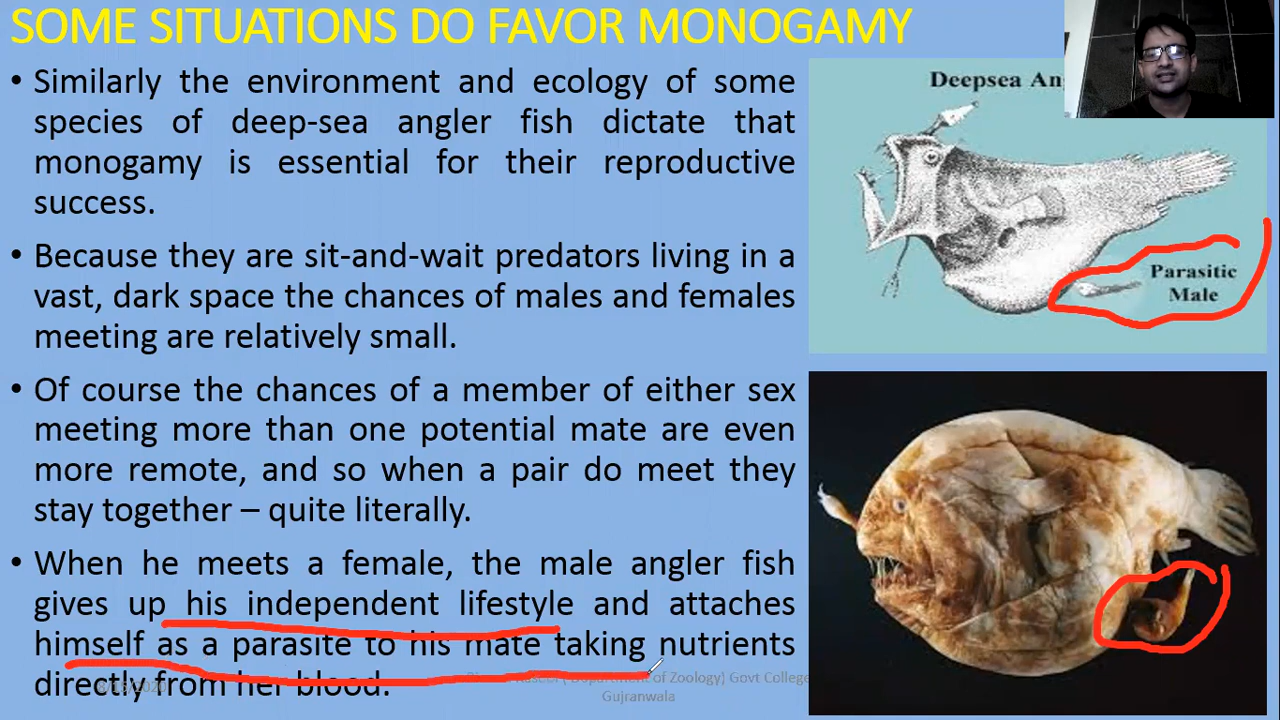 SOME SITUATIONS DO FAVOR MONOGAMY
• Similarly the environment and ecology of some
species of deep-sea angler fish dictate that
monogamy is essential for their reproductive
success.
• Because they are sit-and-wait predators living in a
vast, dark space the chances of males and females
meeting are relatively small.
• Of course the chances of a member of either sex
meeting more than one potential mate are even
more remote, and so when a pair do meet they
stay together – quite literally.
• When he meets a female, the male angler fish
gives up his independent lifestyle and attaches
himself as a parasite to his mate taking nutrients
directly from her blood.
of Zoology) Govt College
Gujranwala
Deepsea
Parasitic
Male